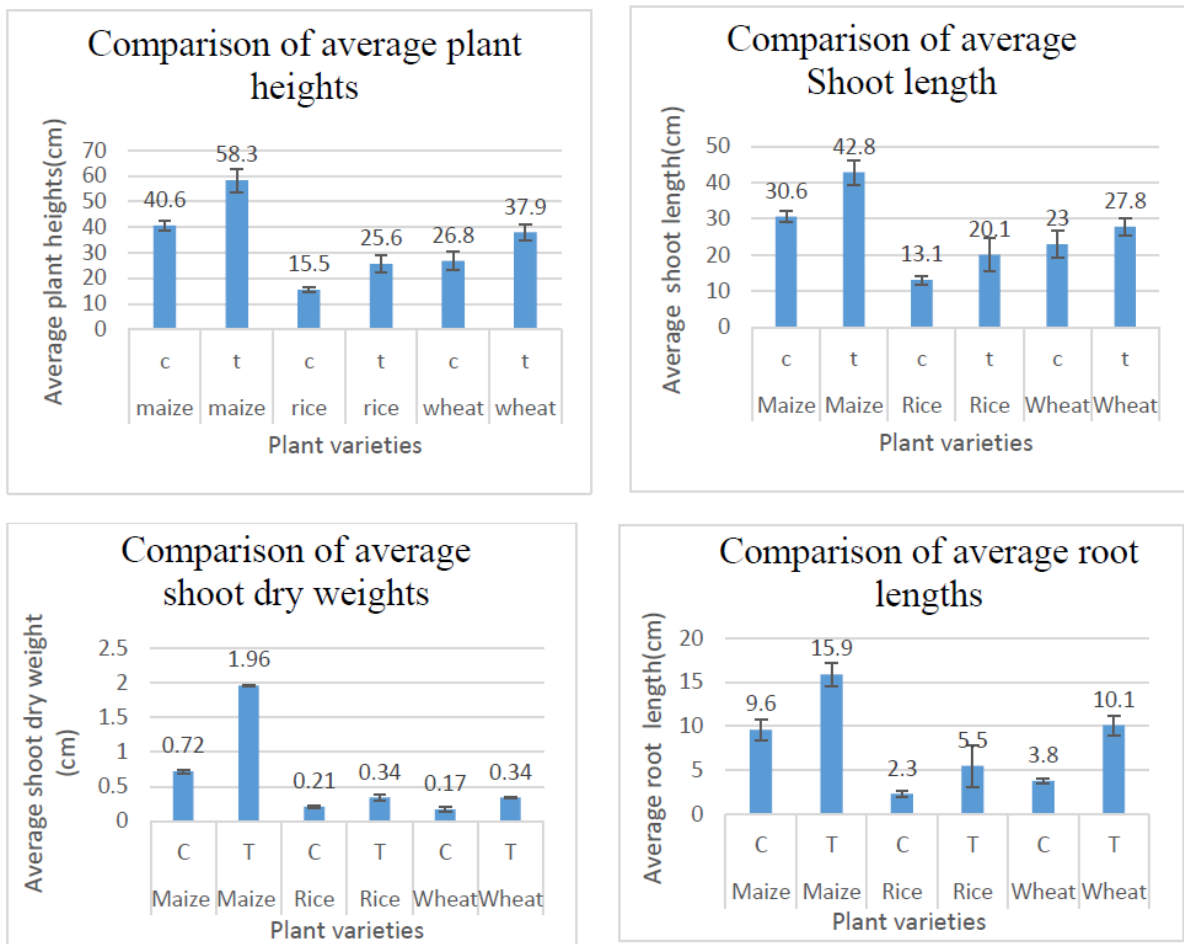 Comparison of average plant
heights
Average plant heights(cm)
70
60
50
40
30
20
10
0
40.6
58.3
15.5
25.6
26.8
37.9
c t c t c t
maize maize rice rice wheat wheat
Plant varieties
Comparison of average
Shoot length
Average shoot length(cm)
50
40
30
20
10
0
30.6
42.8
13.1
20.1
23
27.8
c t c t c t
Maize Maize Rice Rice Wheat Wheat
Plant varieties
Comparison of average
shoot dry weights
Average shoot dry weight
(cm)
2.5
2
1.5
1
0.5
0
0.72
1.96
0.21
0.34
0.17
0.34
C T C T C T
Maize Maize Rice Rice Wheat Wheat
Plant varieties
Comparison of average root
lengths
Average root length(cm)
20
15
10
5
0
9.6
15.9
2.3
5.5
3.8
10.1
C T C T C T
Maize Maize Rice Rice Wheat Wheat
Plant varieties